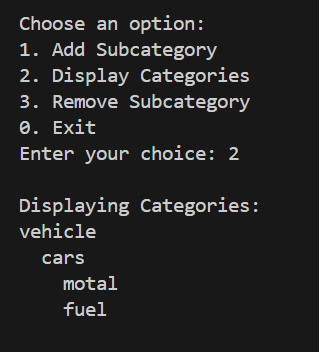 Choose an option:
1. Add Subcategory
2. Display Categories
3. Remove Subcategory
0. Exit
Enter your choice: 2
Displaying Categories:
vehicle
cars
motal
fuel